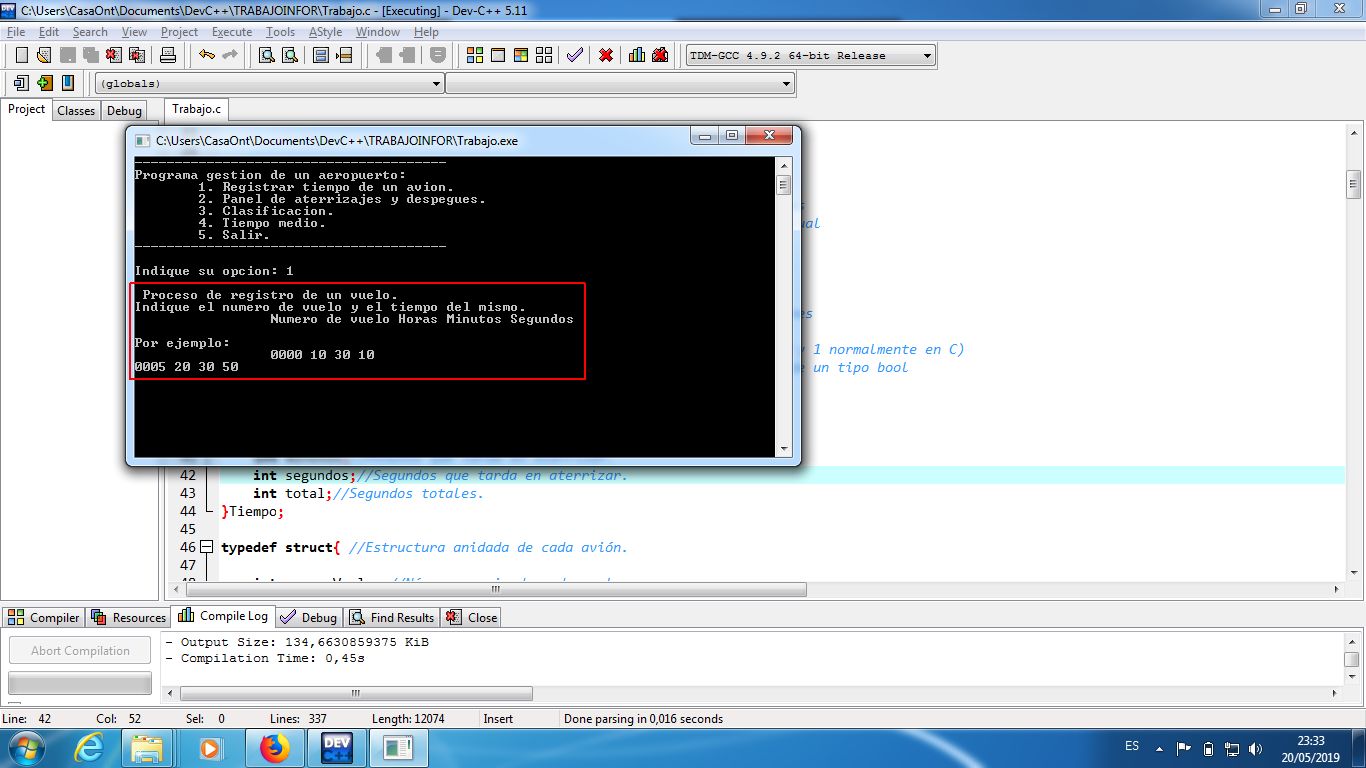 C:\Users\CasaOnt\Documents\DevC++\TRABAJOINFOR\Trabajo.c - [Executing] - Dev-C++ 5.11
File Edit Search View Project Execute Tools AStyle Window Help
TDM-GCC 4.9.2 64-bit Release
(globals)
Project Classes Debug
Trabajo.c
C:\Users\CasaOnt\Documents\DevC++\TRABAJOINFOR\Trabajo.exe
Programa gestion de un aeropuerto:
1. Registrar tiempo de un avion.
2. Panel de aterrizajes y despegues.
3. Clasificacion.
4. Tiempo medio.
5. Salir.
Indique su opcion: 1
Proceso de registro de un vuelo.
Indique el numero de vuelo y el tiempo del mismo.
Numero de vuelo Horas Minutos Segundos
Por ejemplo:
0000 10 30 10
0005 20 30 50
1 normalmente en C)
un tipo bool
42 int segundos;//Segundos que tarda en aterrizar.
43 int total;//Segundos totales.
44 }Tiempo;
45
46 typedef struct{ //Estructura anidada de cada avión.
47
Compiler Resources Compile Log Debug Find Results Close
Abort Compilation
- Output Size: 134,6630859375 KiB
- Compilation Time: 0,45s
Line: 42 Col: 52 Sel: 0 Lines: 337 Length: 12074 Insert Done parsing in 0,016 seconds
DEV C++
ES
23:33
20/05/2019